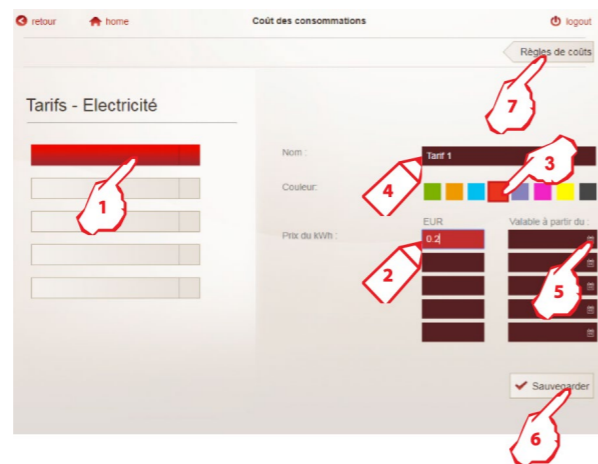 retour home Coût des consommations logout
Règles de coûts
7
Tarifs - Electricité
1
Nom :
Tarif 1
3
Couleur:
4
EUR
Valable à partir du :
Prix du kWh :
0.2
2
5
Sauvegarder
6